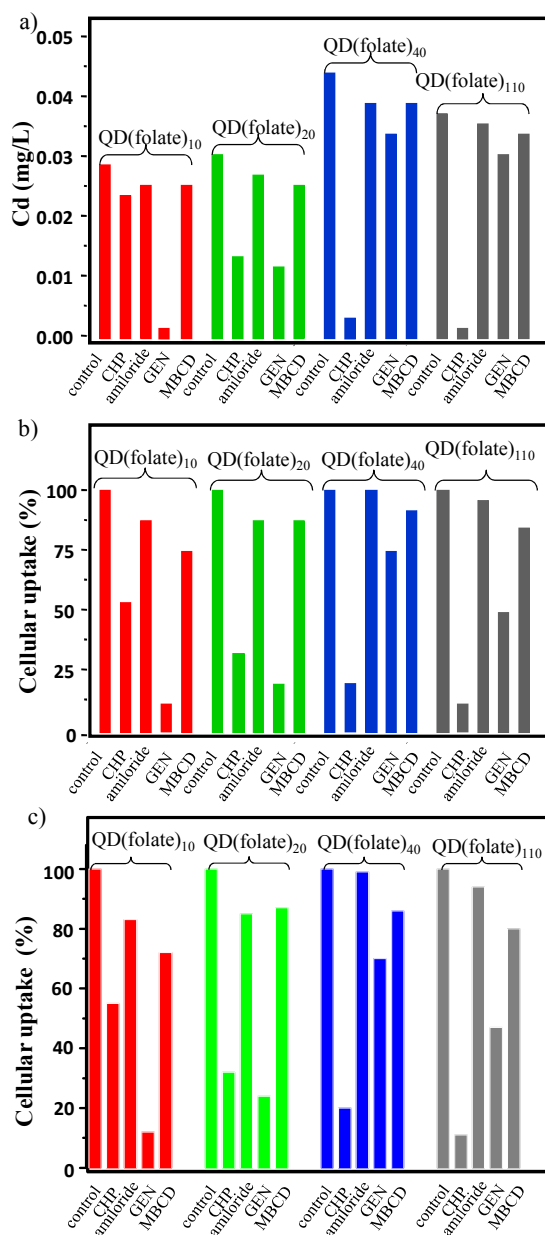 a)
Cd (mg/L)
0.05
0.04
0.03
0.02
0.01
0.00
QD(folate)10
QD(folate)20
QD(folate)40
QD(folate)110
control
CHP
amiloride
GEN
MBCD
control
CHP
amiloride
GEN
MBCD
control
CHP
amiloride
GEN
MBCD
control
CHP
amiloride
GEN
MBCD
b)
Cellular uptake (%)
100
75
50
25
0
QD(folate)10
QD(folate)20
QD(folate)40
QD(folate)110
control
CHP
amiloride
GEN
MBCD
control
CHP
amiloride
GEN
MBCD
control
CHP
amiloride
GEN
MBCD
control
CHP
amiloride
GEN
MBCD
c)
Cellular uptake (%)
100
80
60
40
20
0
QD(folate)10
QD(folate)20
QD(folate)40
QD(folate)110
control
CHP
amiloride
GEN
MBCD
control
CHP
amiloride
GEN
MBCD
control
CHP
amiloride
GEN
MBCD
control
CHP
amiloride
GEN
MBCD